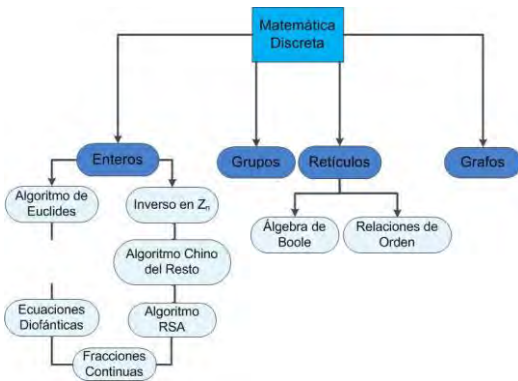 Matemática
Discreta
Enteros
Grupos
Retículos
Grafos
Algoritmo de
Euclides
Inverso en Zn
Álgebra de
Boole
Relaciones de
Orden
Algoritmo Chino
del Resto
Ecuaciones
Diofánticas
Algoritmo
RSA
Fracciones
Continuas